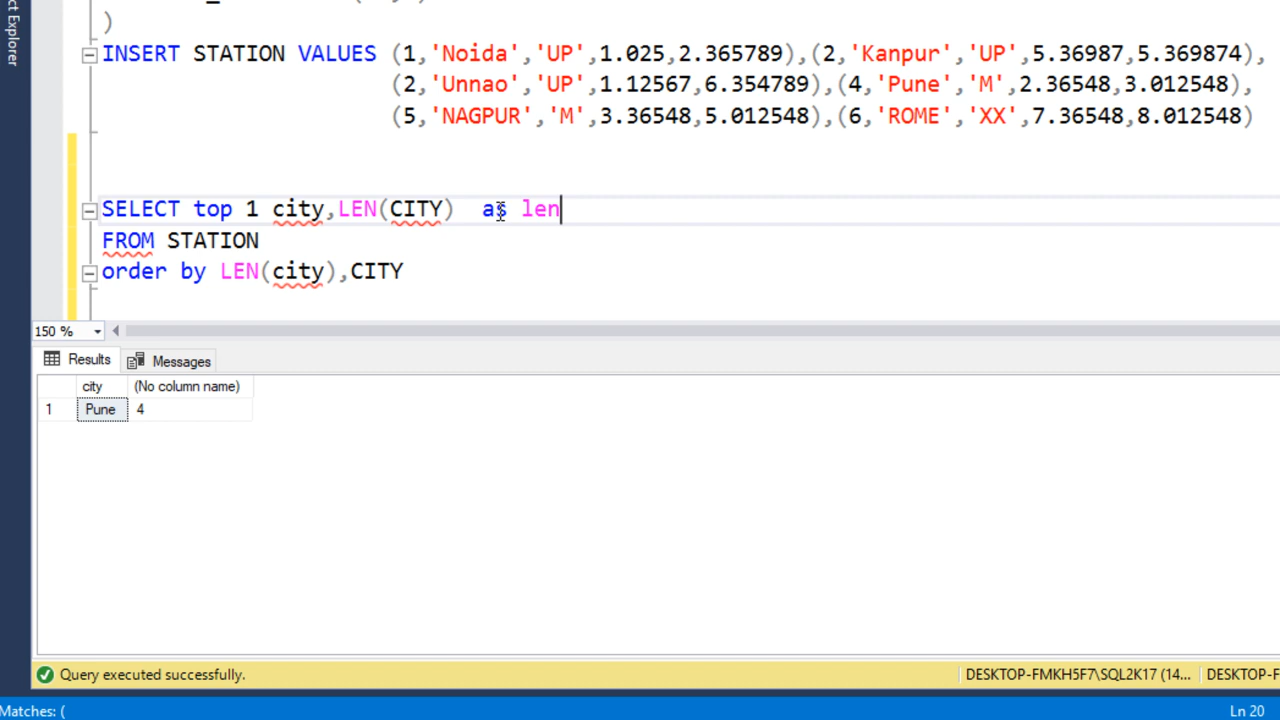 ct Explorer
)
INSERT STATION VALUES (1,'Noida','UP',1.025,2.365789),(2,'Kanpur','UP',5.36987,5.369874),
(2,'Unnao','UP',1.12567,6.354789),(4,'Pune','M',2.36548,3.012548),
(5,'NAGPUR','M',3.36548,5.012548),(6,'ROME','XX',7.36548,8.012548)
SELECT top 1 city,LEN(CITY)  as len
FROM STATION
order by LEN(city),CITY
150 %
Results Messages
city (No column name)
1 Pune 4
Query executed successfully. DESKTOP-FMKH5F7\SQL2K17 (14... DESKTOP-F
Matches: ( Ln 20